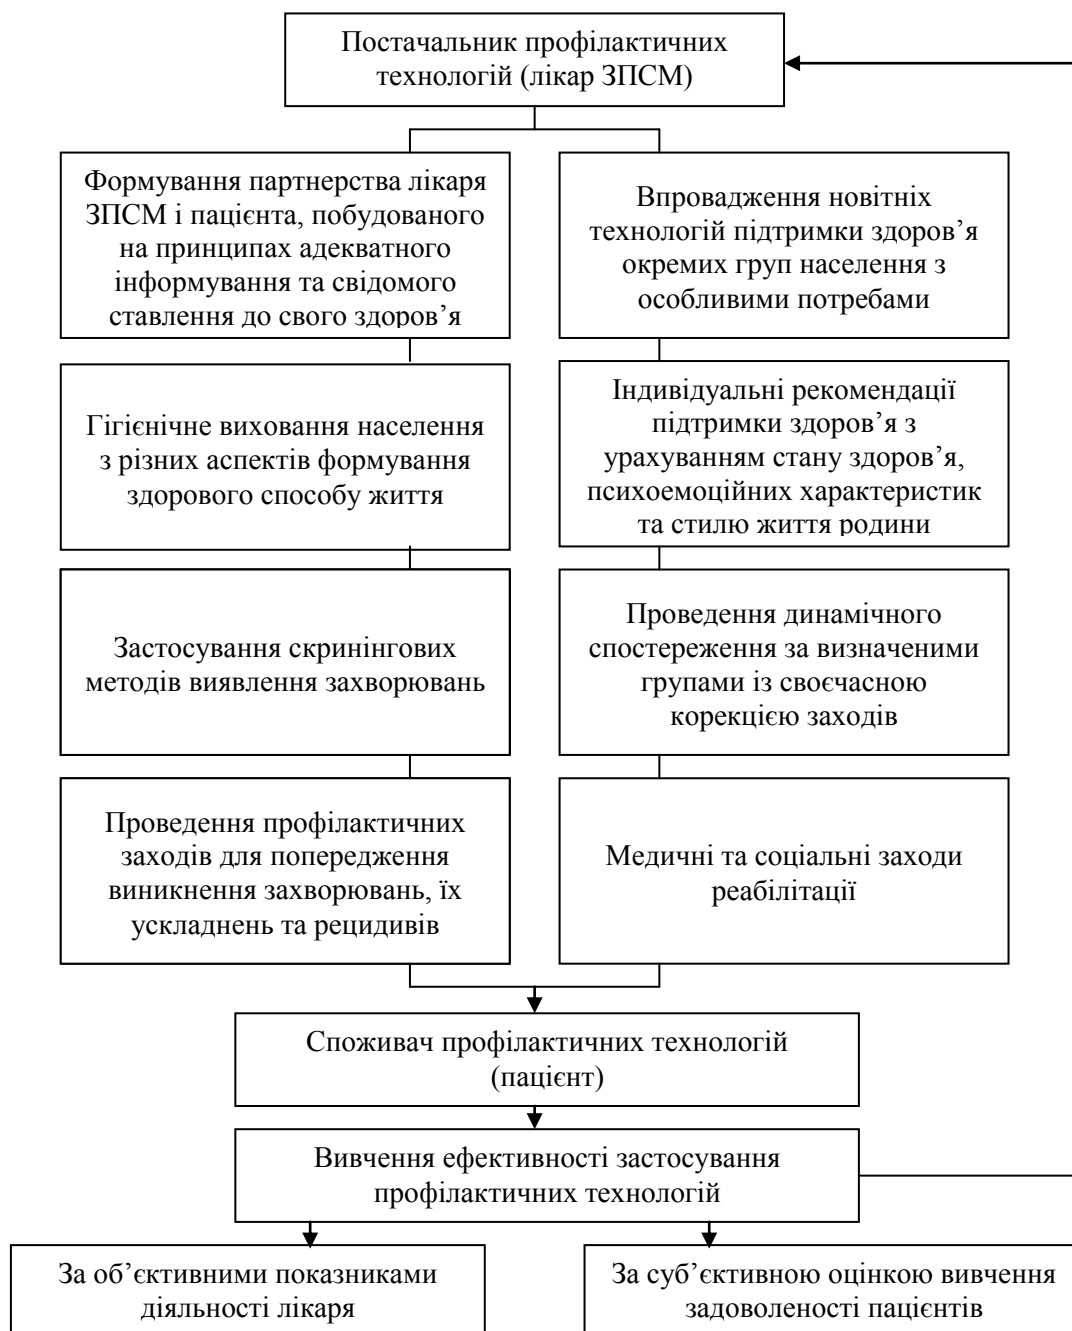 Постачальник профілактичних
технологій (лікар ЗПСМ)
Формування партнерства лікаря
ЗПСМ і пацієнта, побудованого
на принципах адекватного
інформування та свідомого
ставлення до свого здоров’я
Впровадження новітніх
технологій підтримки здоров’я
окремих груп населення з
особливими потребами
Гігієнічне виховання населення
з різних аспектів формування
здорового способу життя
Індивідуальні рекомендації
підтримки здоров’я з
урахуванням стану здоров’я,
психоемоційних характеристик
та стилю життя родини
Застосування скринінгових
методів виявлення захворювань
Проведення динамічного
спостереження за визначеними
групами із своєчасною
корекцією заходів
Проведення профілактичних
заходів для попередження
виникнення захворювань, їх
ускладнень та рецидивів
Медичні та соціальні заходи
реабілітації
Споживач профілактичних технологій
(пацієнт)
Вивчення ефективності застосування
профілактичних технологій
За об’єктивними показниками
діяльності лікаря
За суб’єктивною оцінкою вивчення
задоволеності пацієнтів